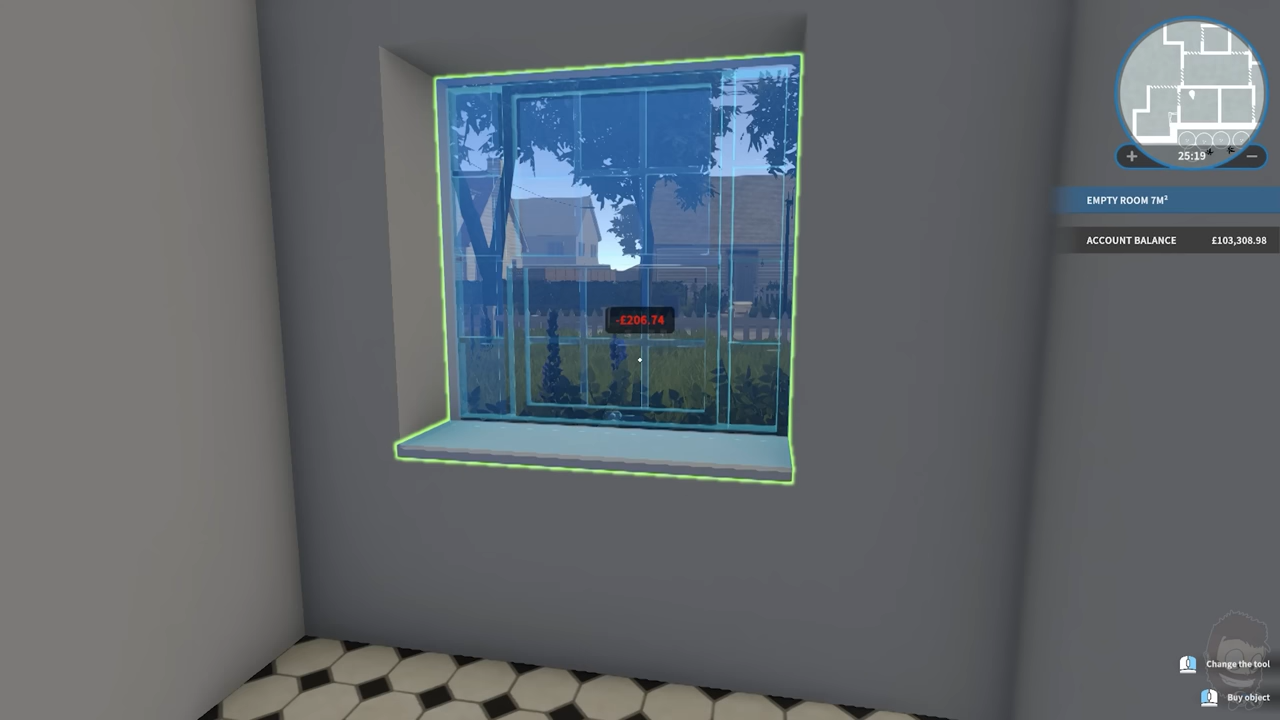 25:19
EMPTY ROOM 7M²
ACCOUNT BALANCE £103,308.98
-£206.74
Change the tool
Buy object